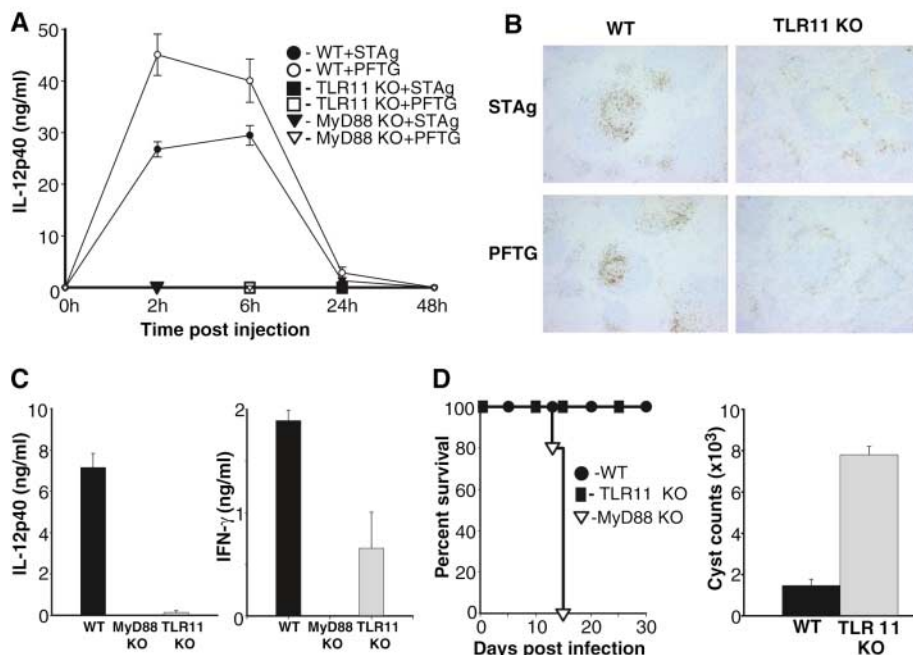 A
IL-12p40 (ng/ml)
50
40
30
20
10
0
0h 2h 6h 24h 48h
Time post injection
- WT+STAg
- WT+PFTG
- TLR11 KO+STAg
- TLR11 KO+PFTG
- MyD88 KO+STAg
- MyD88 KO+PFTG
B
WT TLR11 KO
STAg
PFTG
C
IL-12p40 (ng/ml)
10
8
6
4
2
0
WT MyD88 TLR11
KO KO
IFN-γ (ng/ml)
2
1
0
WT MyD88 TLR11
KO KO
D
Percent survival
100
80
60
40
20
0
0 10 20 30
Days post infection
-WT
- TLR11 KO
-MyD88 KO
Cyst counts (x10³)
10
8
6
4
2
0
WT TLR 11
KO